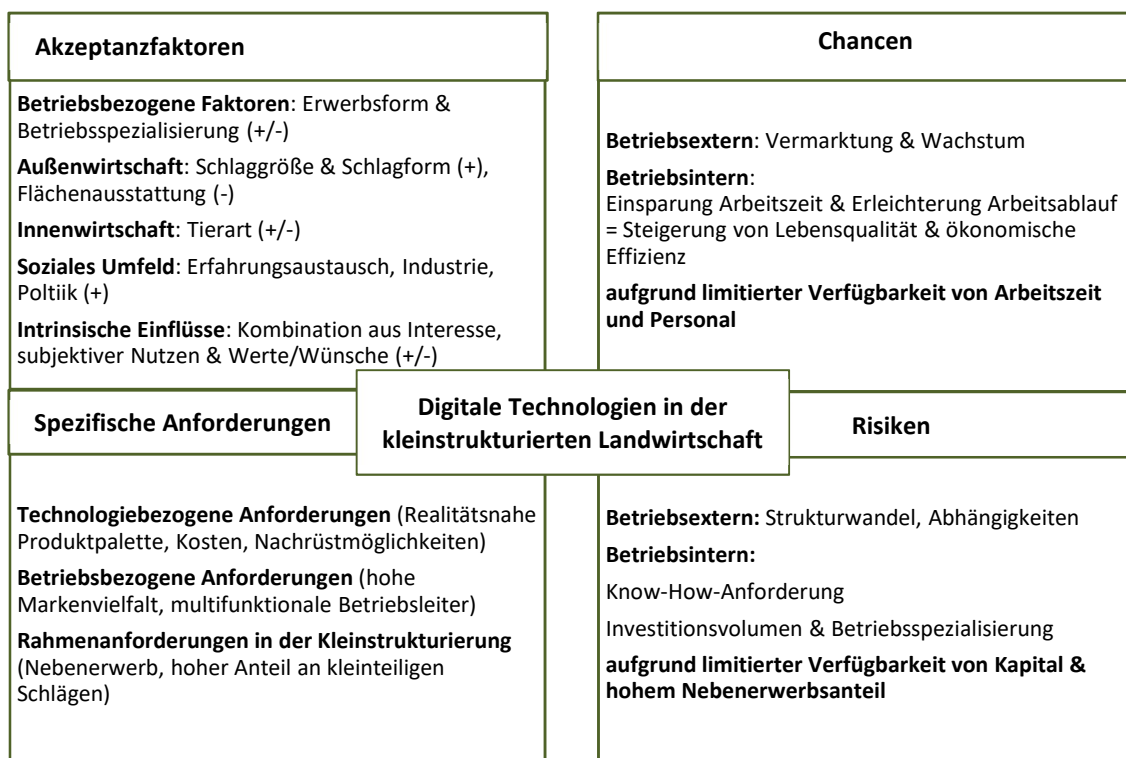 Akzeptanzfaktoren
Betriebsbezogene Faktoren: Erwerbsform &
Betriebsspezialisierung (+/-)
Außenwirtschaft: Schlaggröße & Schlagform (+),
Flächenausstattung (-)
Innenwirtschaft: Tierart (+/-)
Soziales Umfeld: Erfahrungsaustausch, Industrie,
Poltiik (+)
Intrinsische Einflüsse: Kombination aus Interesse,
subjektiver Nutzen & Werte/Wünsche (+/-)
Chancen
Betriebsextern: Vermarktung & Wachstum
Betriebsintern:
Einsparung Arbeitszeit & Erleichterung Arbeitsablauf
= Steigerung von Lebensqualität & ökonomische
Effizienz
aufgrund limitierter Verfügbarkeit von Arbeitszeit
und Personal
Digitale Technologien in der
kleinstrukturierten Landwirtschaft
Spezifische Anforderungen
Technologiebezogene Anforderungen (Realitätsnahe
Produktpalette, Kosten, Nachrüstmöglichkeiten)
Betriebsbezogene Anforderungen (hohe
Markenvielfalt, multifunktionale Betriebsleiter)
Rahmenanforderungen in der Kleinstrukturierung
(Nebenerwerb, hoher Anteil an kleinteiligen
Schlägen)
Risiken
Betriebsextern: Strukturwandel, Abhängigkeiten
Betriebsintern:
Know-How-Anforderung
Investitionsvolumen & Betriebsspezialisierung
aufgrund limitierter Verfügbarkeit von Kapital &
hohem Nebenerwerbsanteil